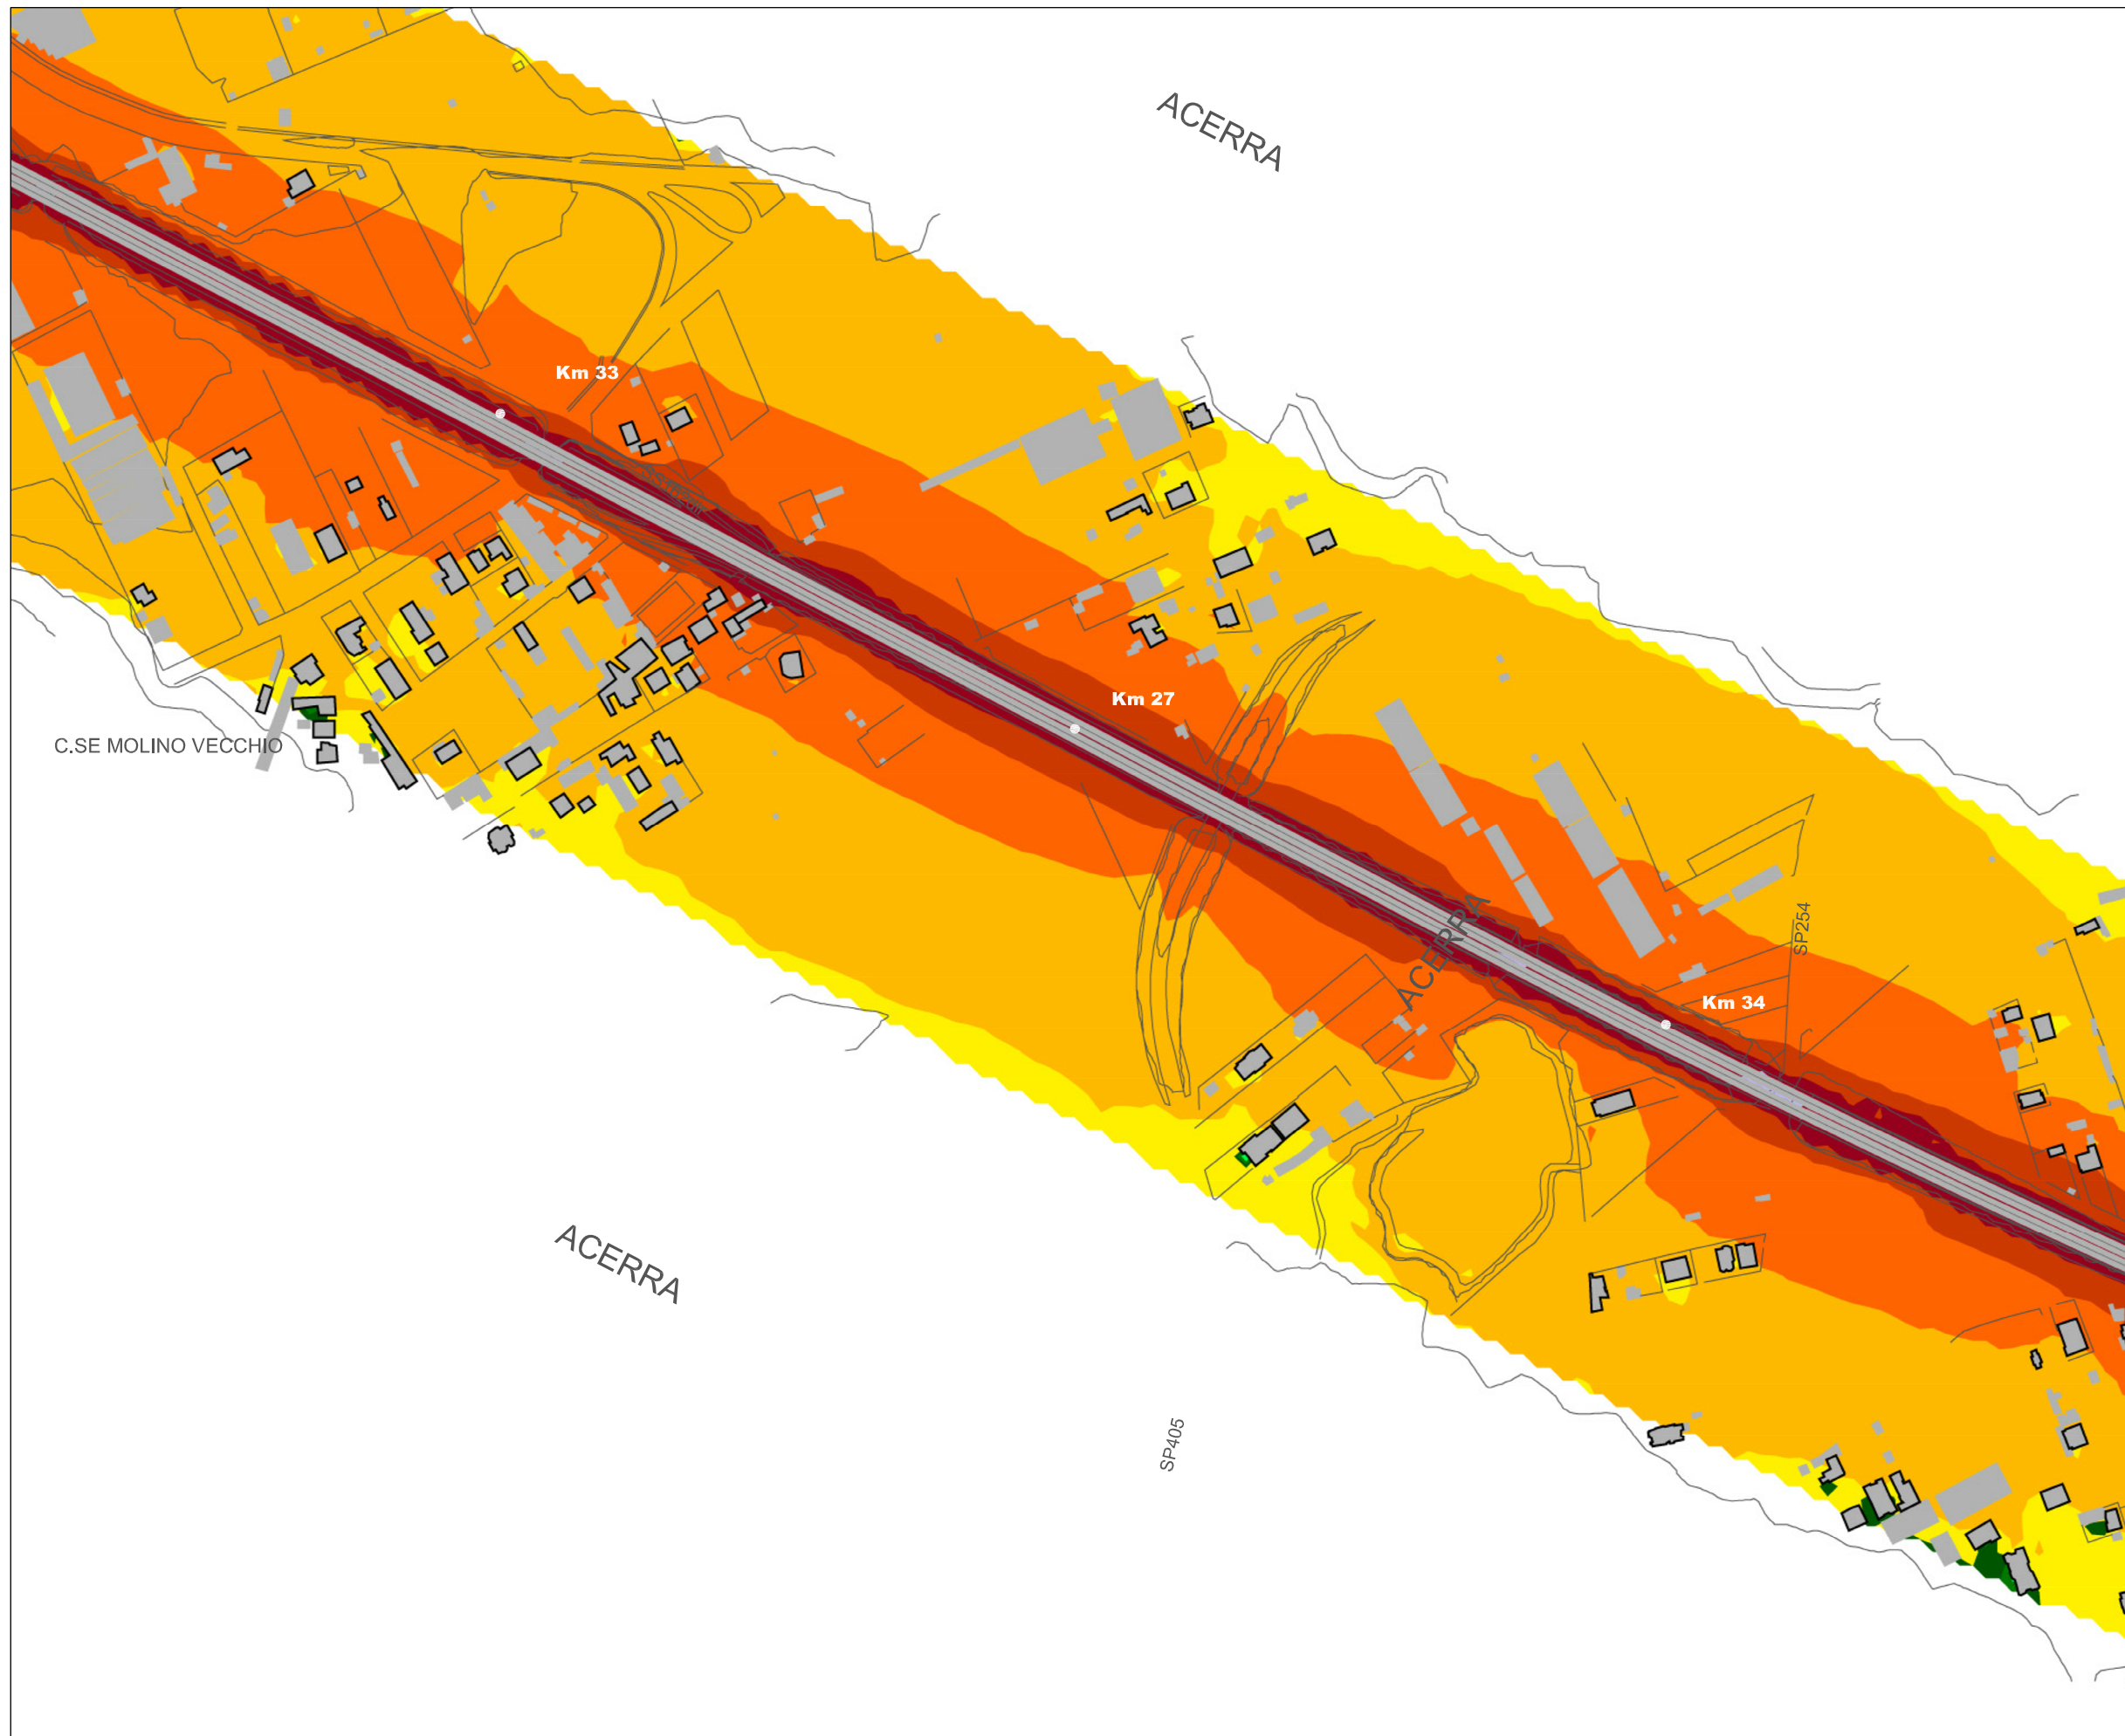 ACERRA
Km 33
Km 27
C.SE MOLINO VECCHIO
ACERRA
SP254
Km 34
ACERRA
SP405